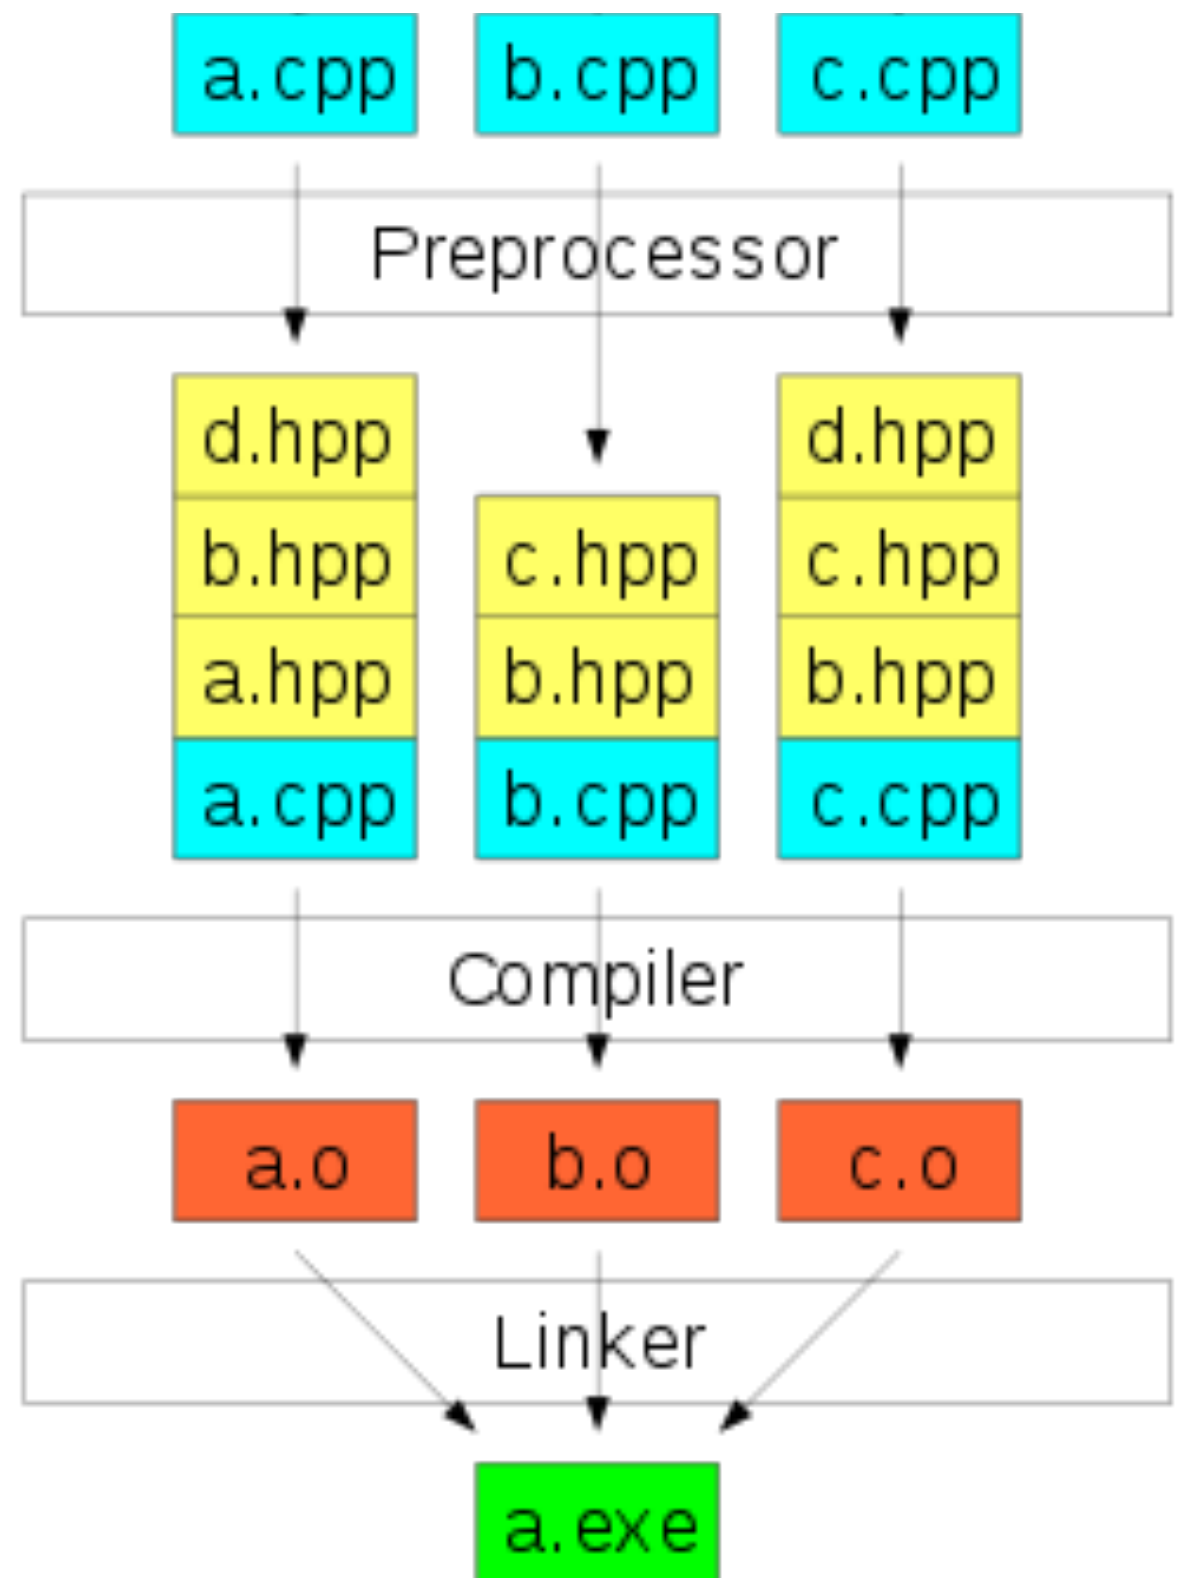 a.cpp b.cpp c.cpp
Preprocessor
d.hpp d.hpp
b.hpp c.hpp c.hpp
a.hpp b.hpp b.hpp
a.cpp b.cpp c.cpp
Compiler
a.o b.o c.o
Linker
a.exe